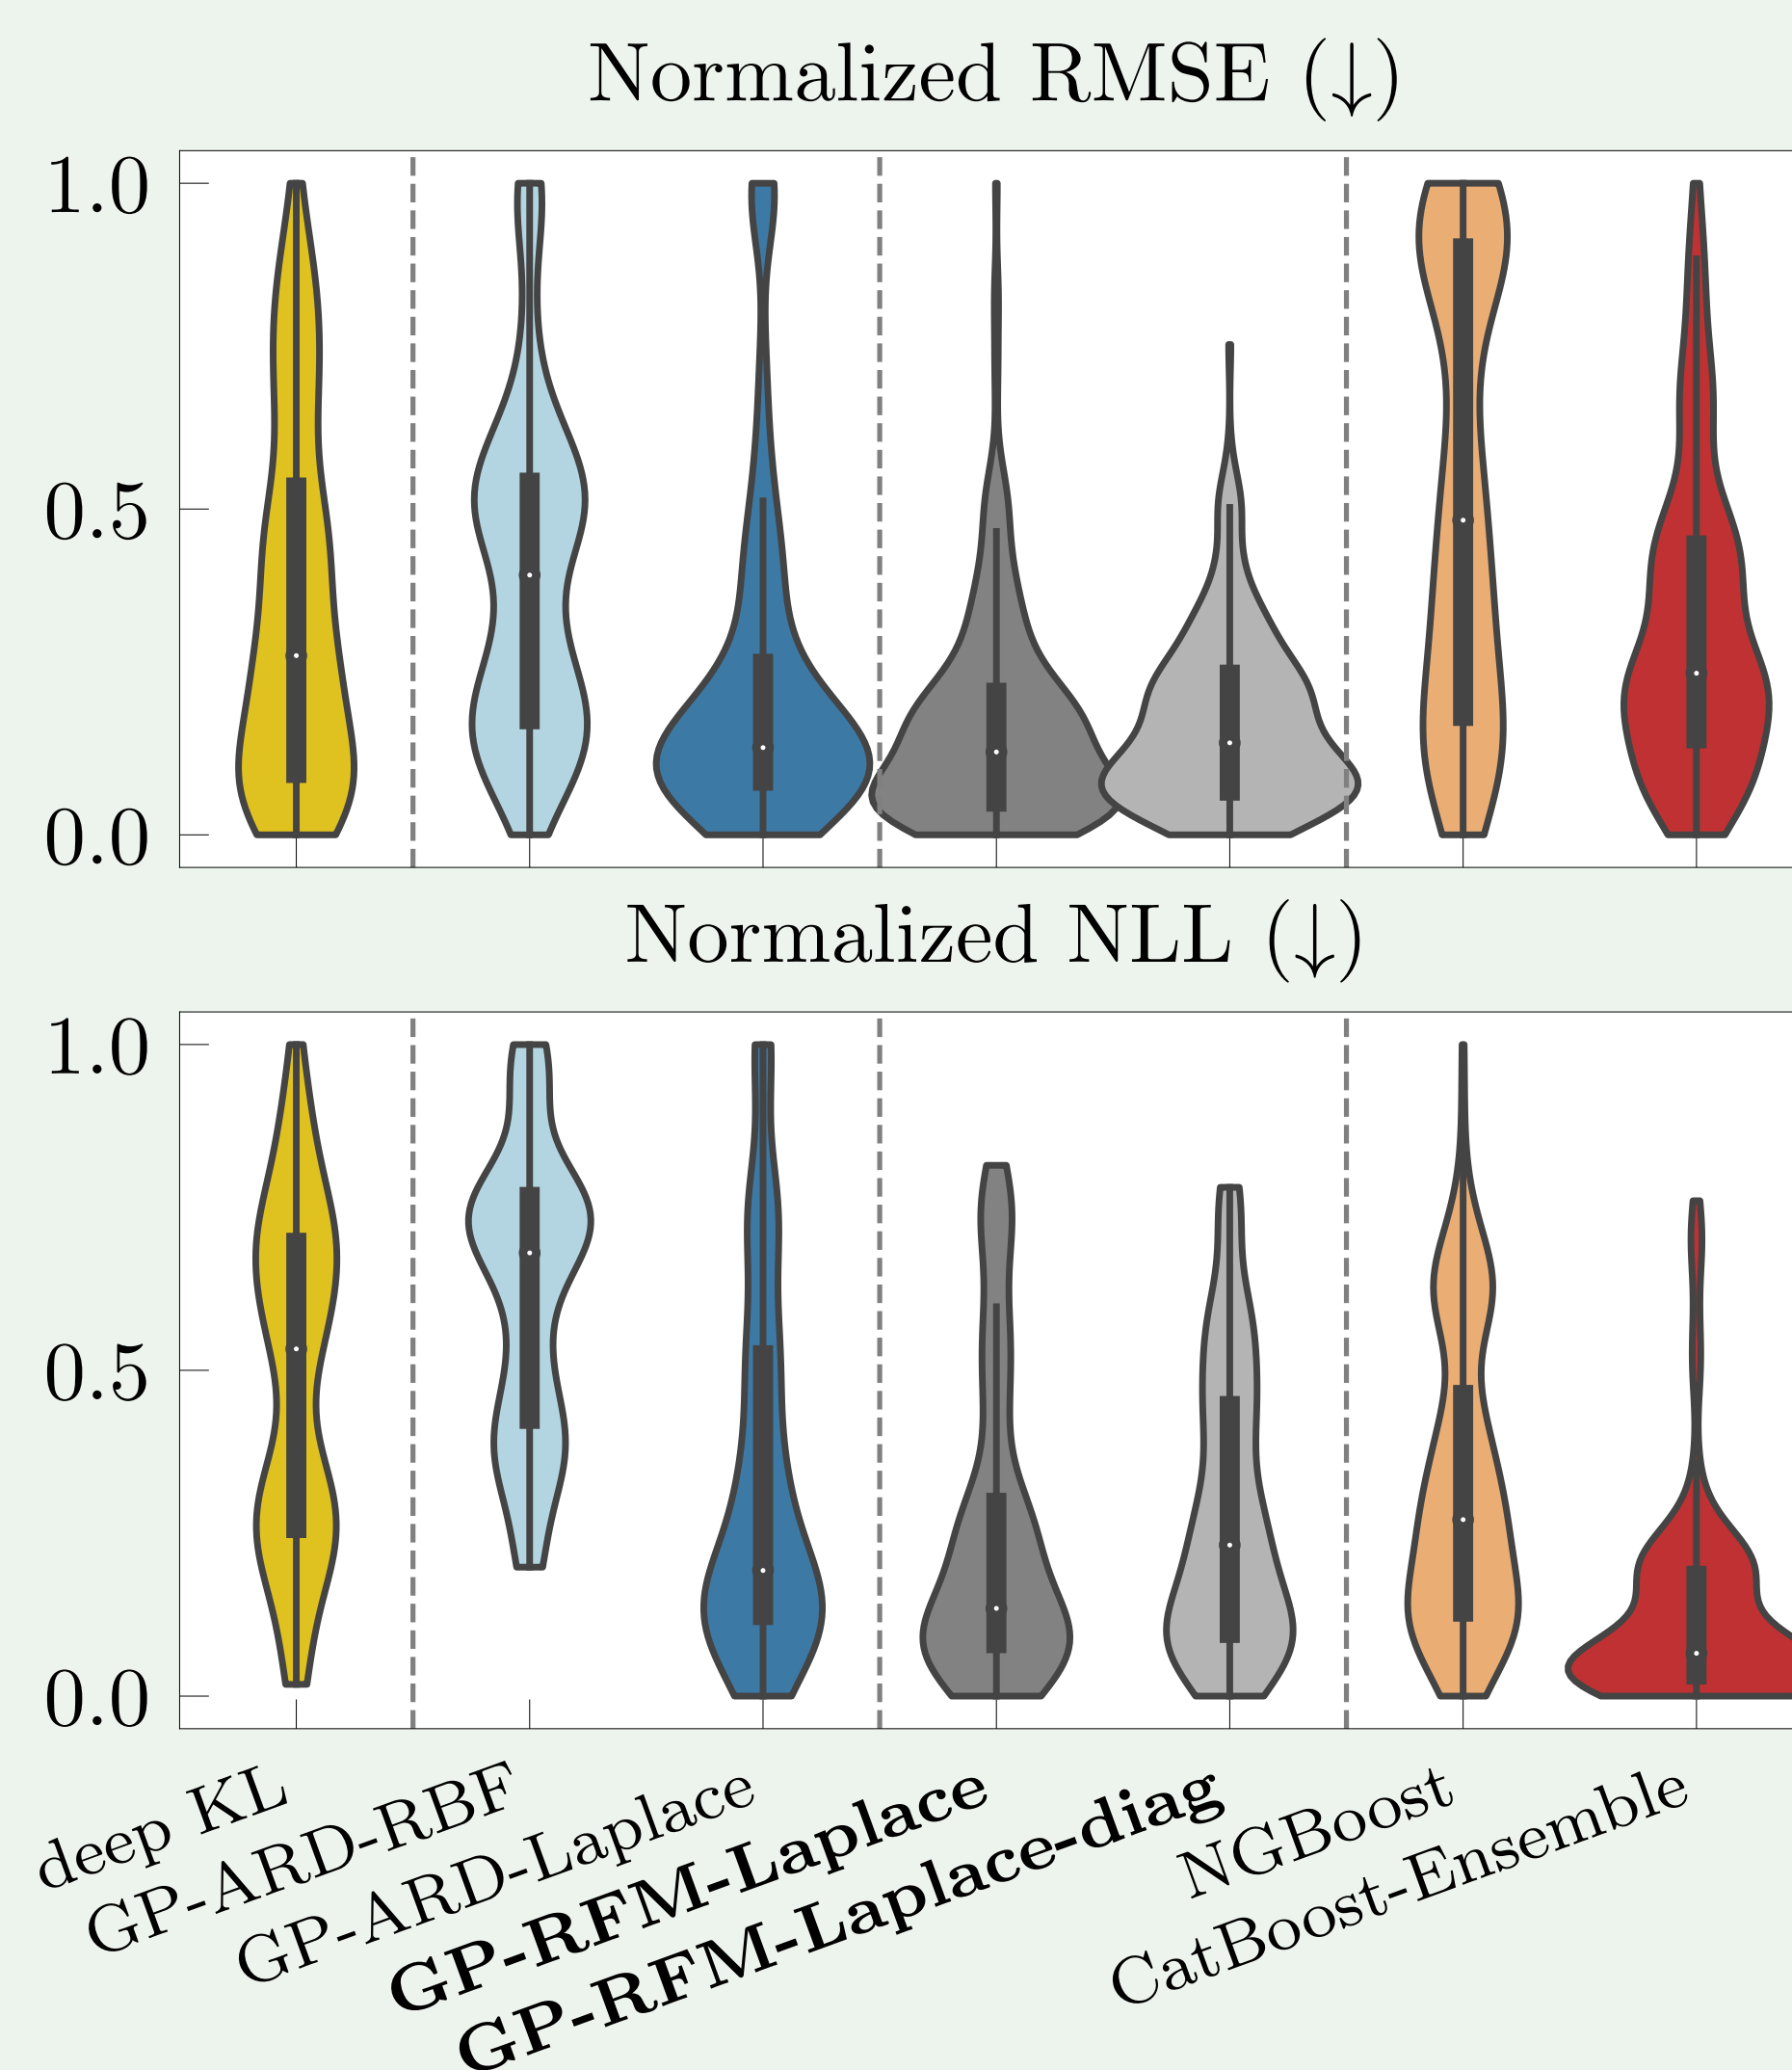 Normalized RMSE (↓)
1.0
0.5
0.0
Normalized NLL (↓)
1.0
0.5
0.0
deep KL
GP-ARD-RBF
GP-ARD-Laplace
GP-RFM-Laplace
GP-RFM-Laplace-diag
NGBoost
CatBoost-Ensemble